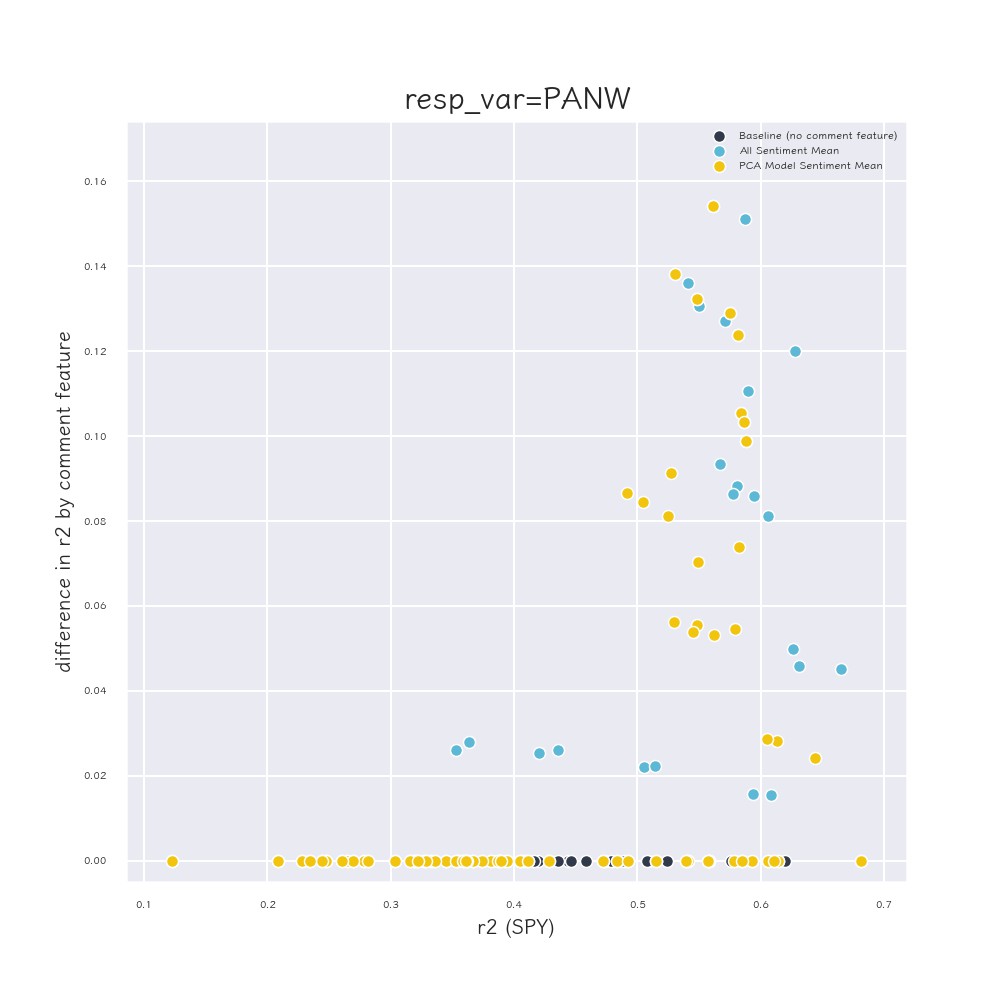 resp_var=PANW
Baseline (no comment feature)
All Sentiment Mean
PCA Model Sentiment Mean
difference in r2 by comment feature
0.16
0.14
0.12
0.10
0.08
0.06
0.04
0.02
0.00
0.1 0.2 0.3 0.4 0.5 0.6 0.7
r2 (SPY)